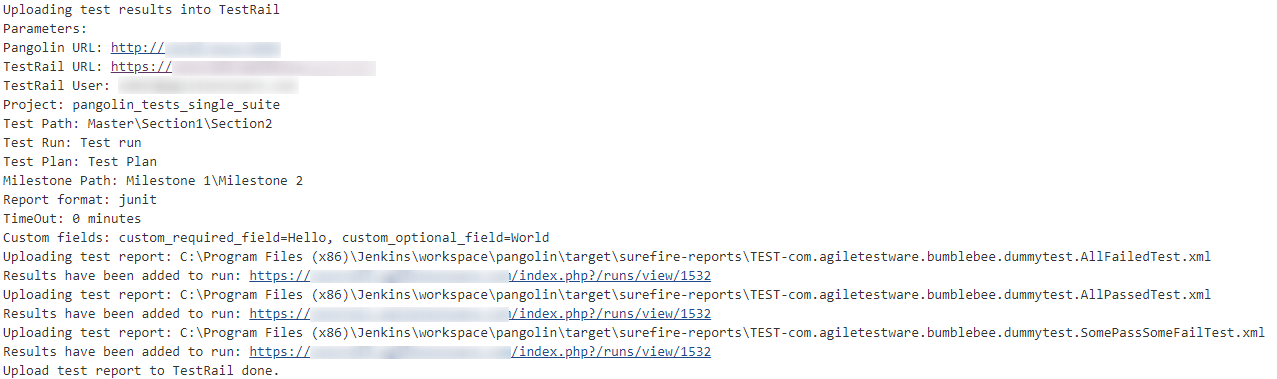 Uploading test results into TestRail
Parameters:
Pangolin URL: http://
TestRail URL: https://
TestRail User:
Project: pangolin_tests_single_suite
Test Path: Master\Section1\Section2
Test Run: Test run
Test Plan: Test Plan
Milestone Path: Milestone 1\Milestone 2
Report format: junit
TimeOut: 0 minutes
Custom fields: custom_required_field=Hello, custom_optional_field=World
Uploading test report: C:\Program Files (x86)\Jenkins\workspace\pangolin\target\surefire-reports\TEST-com.agiletestware.bumblebee.dummytest.AllFailedTest.xml
Results have been added to run: https:// /index.php?/runs/view/1532
Uploading test report: C:\Program Files (x86)\Jenkins\workspace\pangolin\target\surefire-reports\TEST-com.agiletestware.bumblebee.dummytest.AllPassedTest.xml
Results have been added to run: https:// /index.php?/runs/view/1532
Uploading test report: C:\Program Files (x86)\Jenkins\workspace\pangolin\target\surefire-reports\TEST-com.agiletestware.bumblebee.dummytest.SomePassSomeFailTest.xml
Results have been added to run: https:// /index.php?/runs/view/1532
Upload test report to TestRail done.